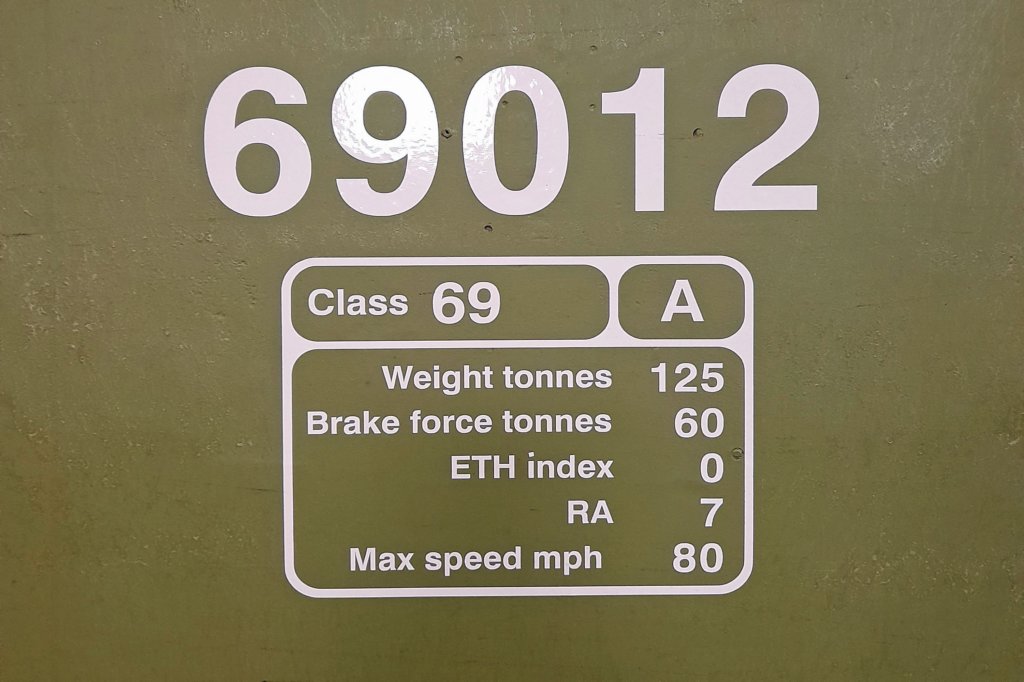 69012
Class 69 A
Weight tonnes 125
Brake force tonnes 60
ETH index 0
RA 7
Max speed mph 80